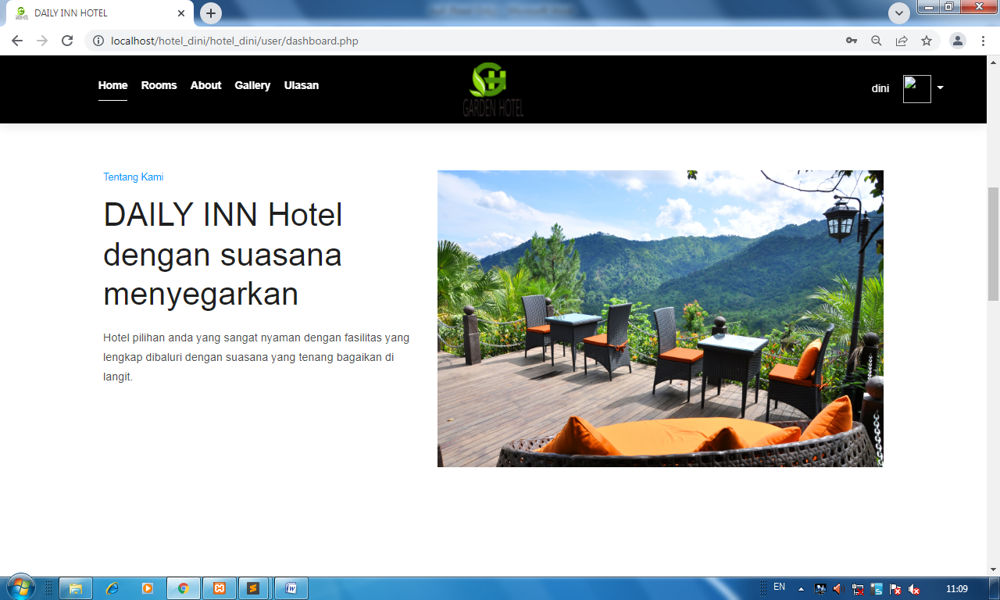 DAILY INN HOTEL
localhost/hotel_dini/hotel_dini/user/dashboard.php
Home Rooms About Gallery Ulasan
GARDEN HOTEL
dini
Tentang Kami
DAILY INN Hotel
dengan suasana
menyegarkan
Hotel pilihan anda yang sangat nyaman dengan fasilitas yang
lengkap dibaluri dengan suasana yang tenang bagaikan di
langit.
EN
11:09